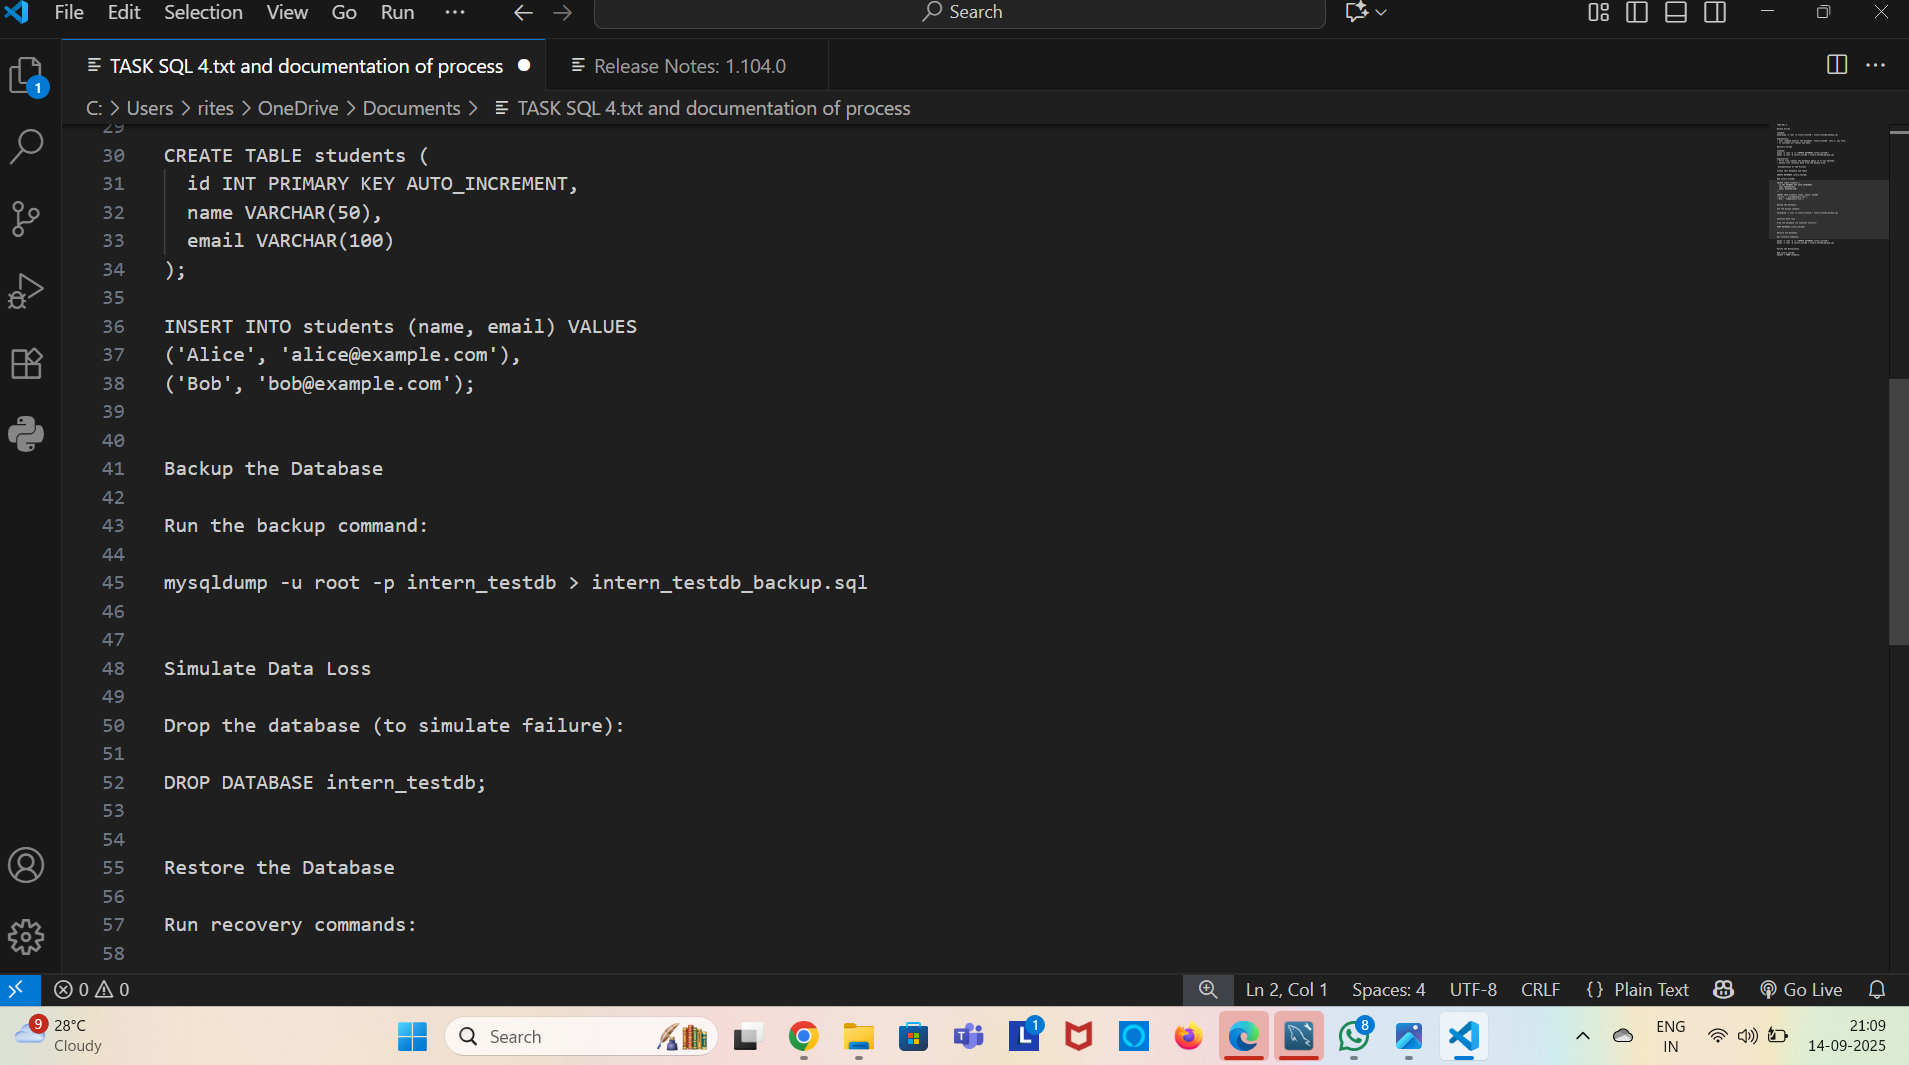 File Edit Selection View Go Run ...
Search
TASK SQL 4.txt and documentation of process
Release Notes: 1.104.0
C: > Users > rites > OneDrive > Documents > TASK SQL 4.txt and documentation of process
29
30 CREATE TABLE students (
31 id INT PRIMARY KEY AUTO_INCREMENT,
32 name VARCHAR(50),
33 email VARCHAR(100)
34 );
35
36 INSERT INTO students (name, email) VALUES
37 ('Alice', 'alice@example.com'),
38 ('Bob', 'bob@example.com');
39
40
41 Backup the Database
42
43 Run the backup command:
44
45 mysqldump -u root -p intern_testdb > intern_testdb_backup.sql
46
47
48 Simulate Data Loss
49
50 Drop the database (to simulate failure):
51
52 DROP DATABASE intern_testdb;
53
54
55 Restore the Database
56
57 Run recovery commands:
58
1
0 0
Ln 2, Col 1 Spaces: 4 UTF-8 CRLF {} Plain Text Go Live
9
28°C
Cloudy
Search
L
1
8
ENG
IN
21:09
14-09-2025